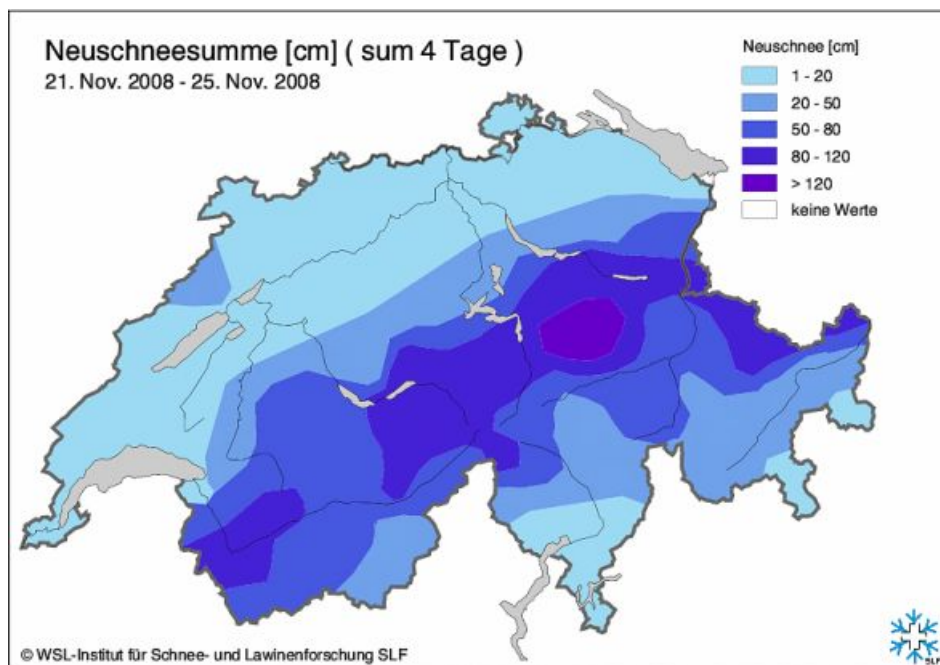 Neuschneesumme [cm] ( sum 4 Tage )
21. Nov. 2008 - 25. Nov. 2008
Neuschnee [cm]
1 - 20
20 - 50
50 - 80
80 - 120
> 120
keine Werte
© WSL-Institut für Schnee- und Lawinenforschung SLF
SLF